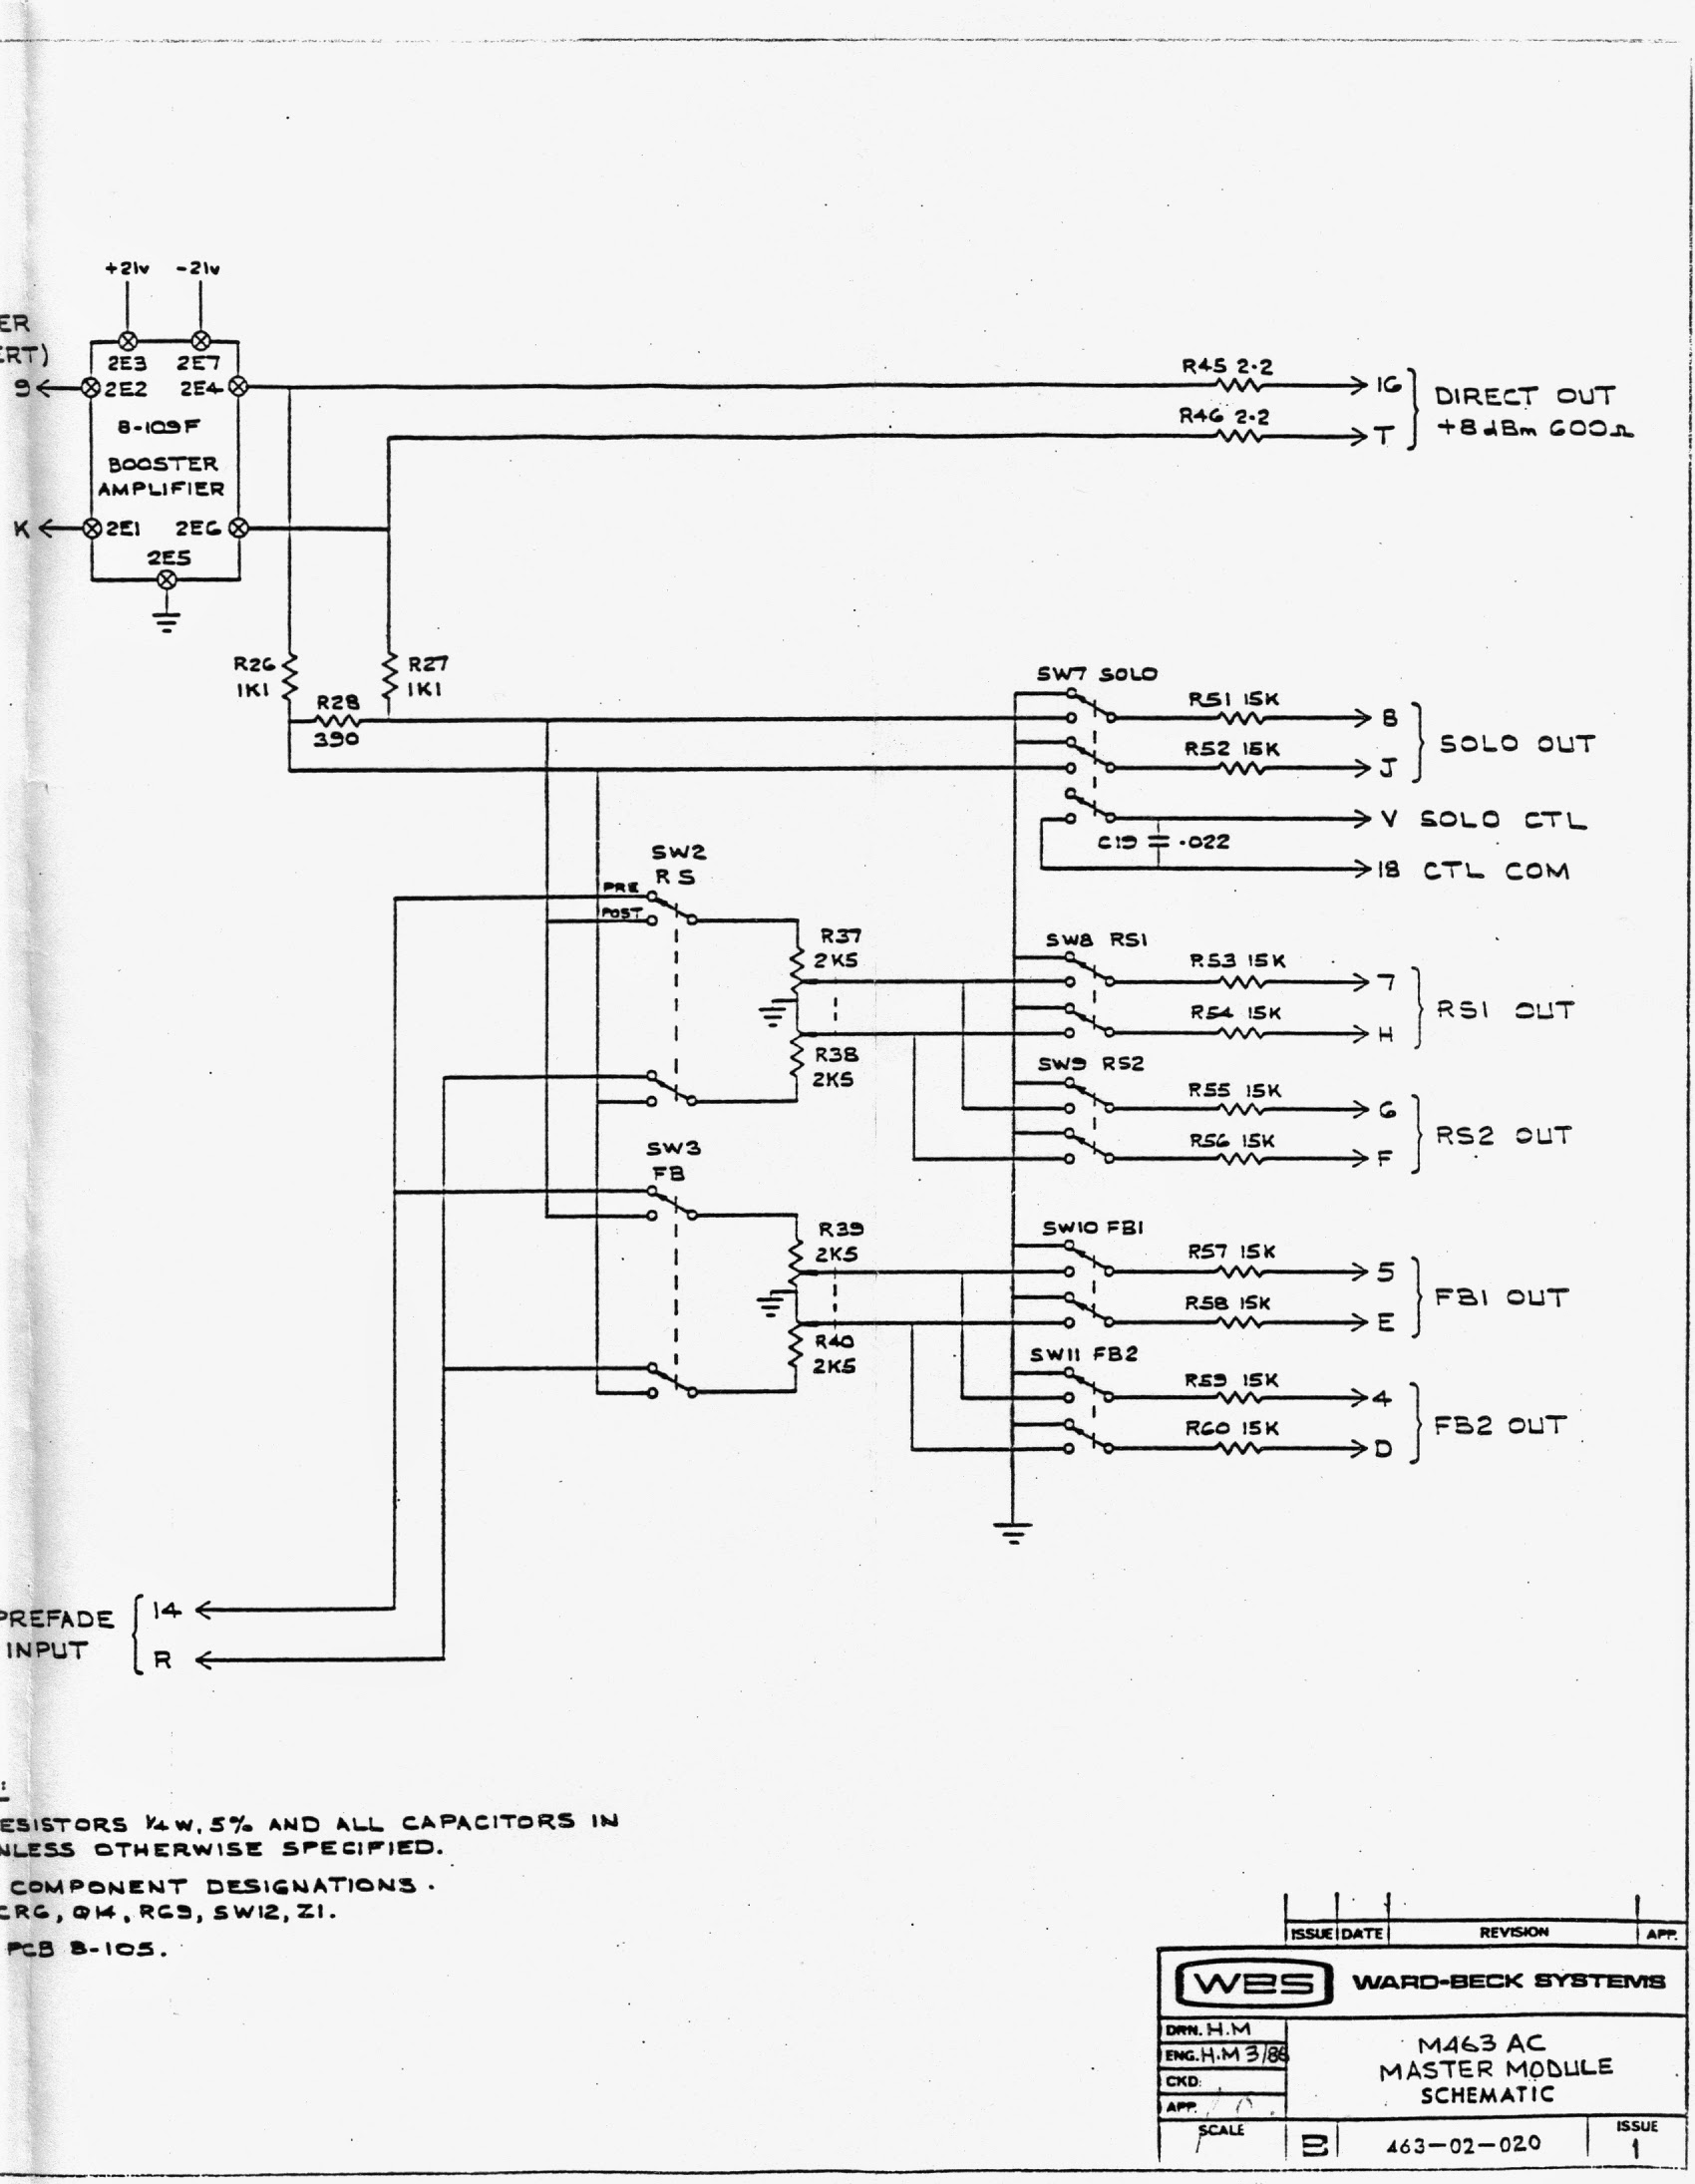 +21v -21v
ER
ERT)
2E3 2E7
9 2E2 2E4
8-109F
BOOSTER
AMPLIFIER
K 2E1 2E6
2E5
R45 2.2
16
R46 2.2
T
DIRECT OUT
+8dBm 600Ω
R26
1K1
R27
1K1
R28
390
SW7 SOLO
R51 15K
B
R52 15K
J
SOLO OUT
V SOLO CTL
C19 .022
18 CTL COM
SW2
RS
PRE
POST
R37
2K5
R38
2K5
SW8 RS1
R53 15K
7
R54 15K
H
RS1 OUT
SW9 RS2
R55 15K
6
R56 15K
F
RS2 OUT
SW3
FB
R39
2K5
R40
2K5
SW10 FB1
R57 15K
5
R58 15K
E
FB1 OUT
SW11 FB2
R59 15K
4
R60 15K
D
FB2 OUT
PREFADE
INPUT
14
R
:
ESISTORS 1/4 W, 5% AND ALL CAPACITORS IN
NLESS OTHERWISE SPECIFIED.
COMPONENT DESIGNATIONS.
CR6, Q14, R69, SW12, Z1.
PCB B-105.
ISSUE DATE REVISION APP.
WBS WARD-BECK SYSTEMS
DRN. H.M
ENG. H.M 3/86
CKD:
APP.
M463 AC
MASTER MODULE
SCHEMATIC
SCALE
B
463-02-020
ISSUE
1